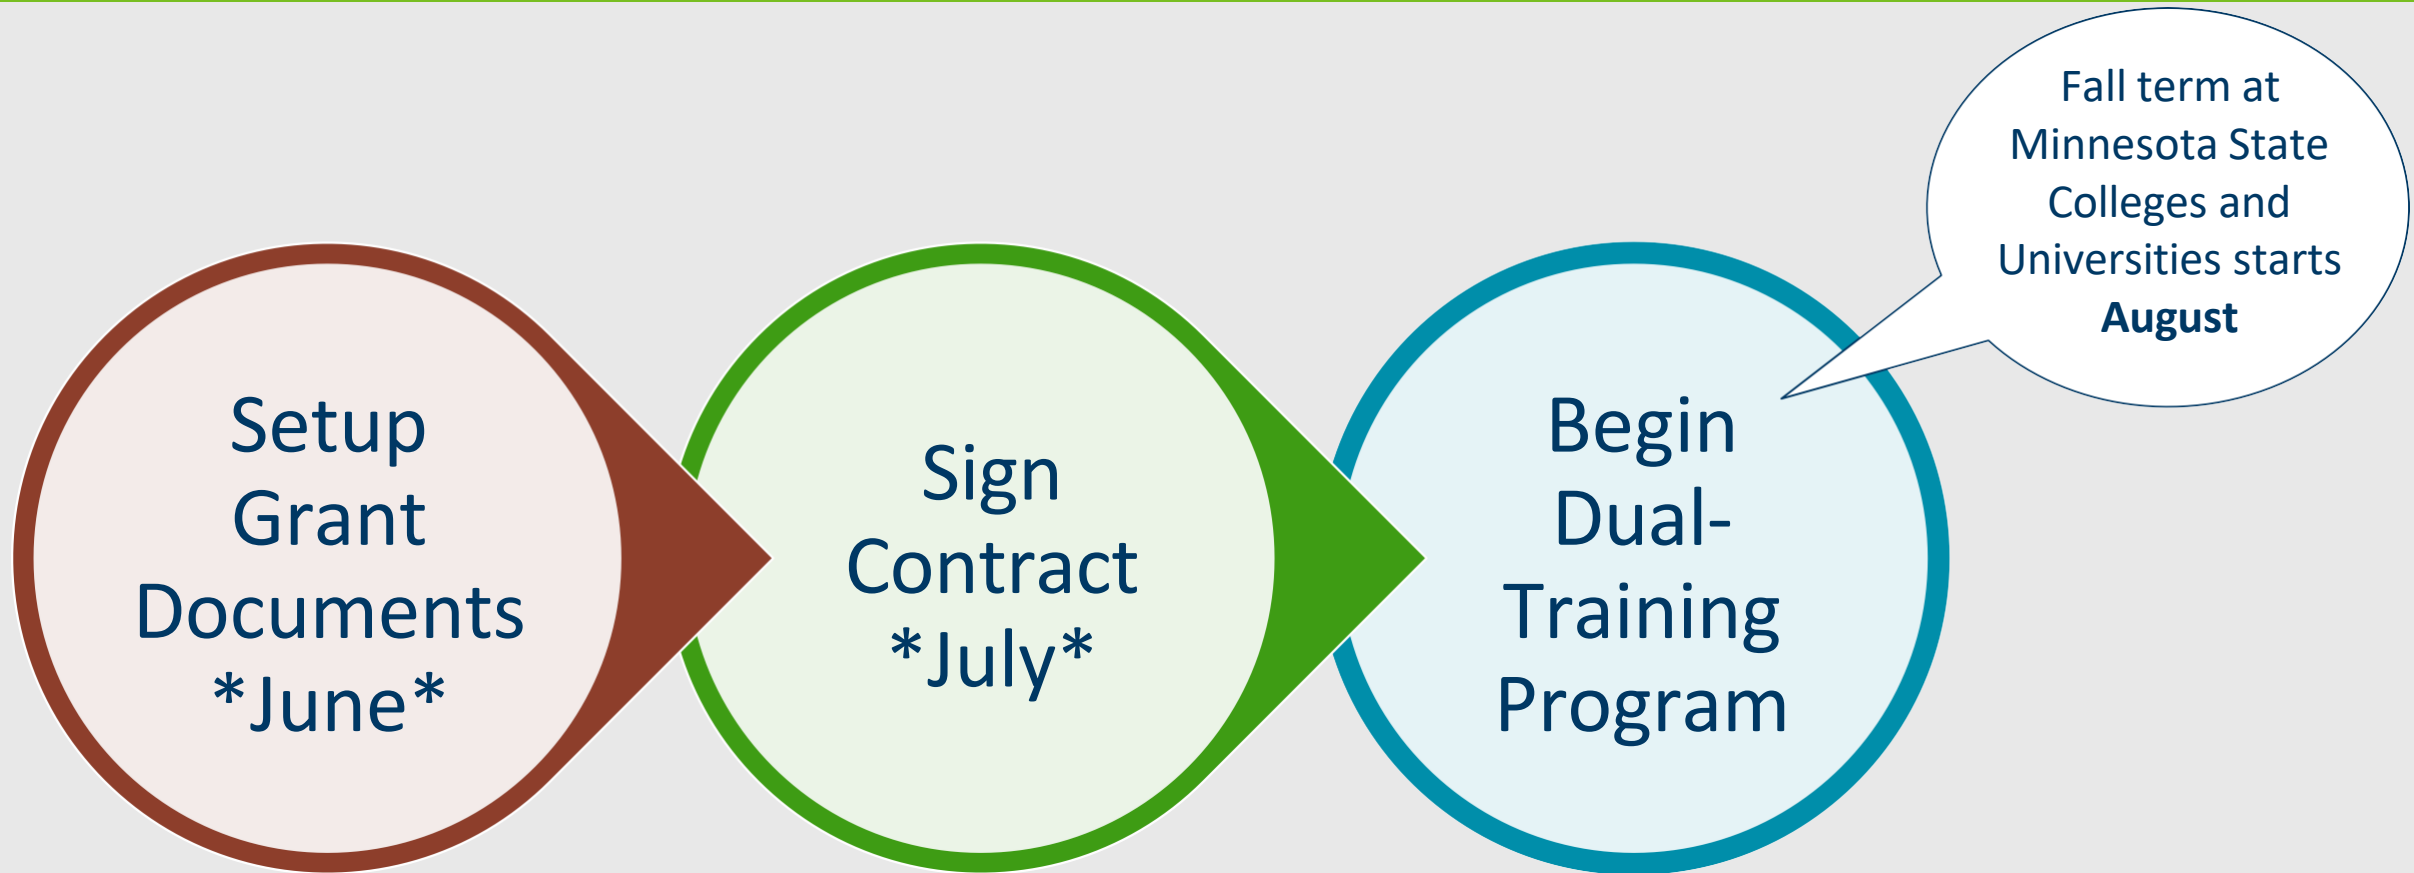 Setup
Grant
Documents
*June*
Sign
Contract
*July*
Begin
Dual-
Training
Program
Fall term at
Minnesota State
Colleges and
Universities starts
August